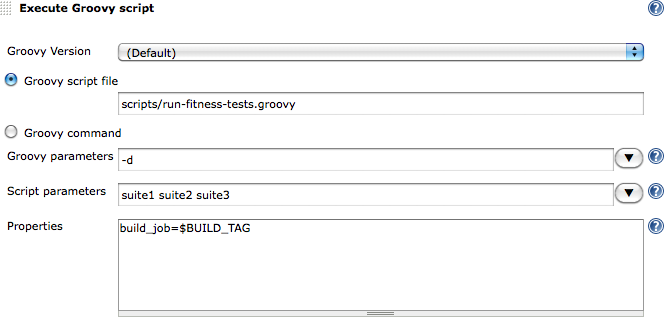 Execute Groovy script
Groovy Version
(Default)
Groovy script file
scripts/run-fitness-tests.groovy
Groovy command
Groovy parameters
-d
Script parameters
suite1 suite2 suite3
Properties
build_job=$BUILD_TAG